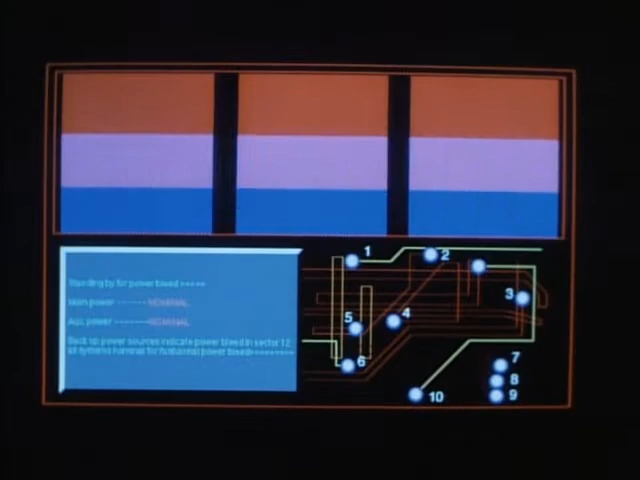 Standing by for power bleed
Main power ------- NOMINAL
Aux. power --------- NOMINAL
Back up power sources indicate power bleed in sector 12
all systems nominal for
power bleed
1
2
3
4
5
6
7
8
9
10